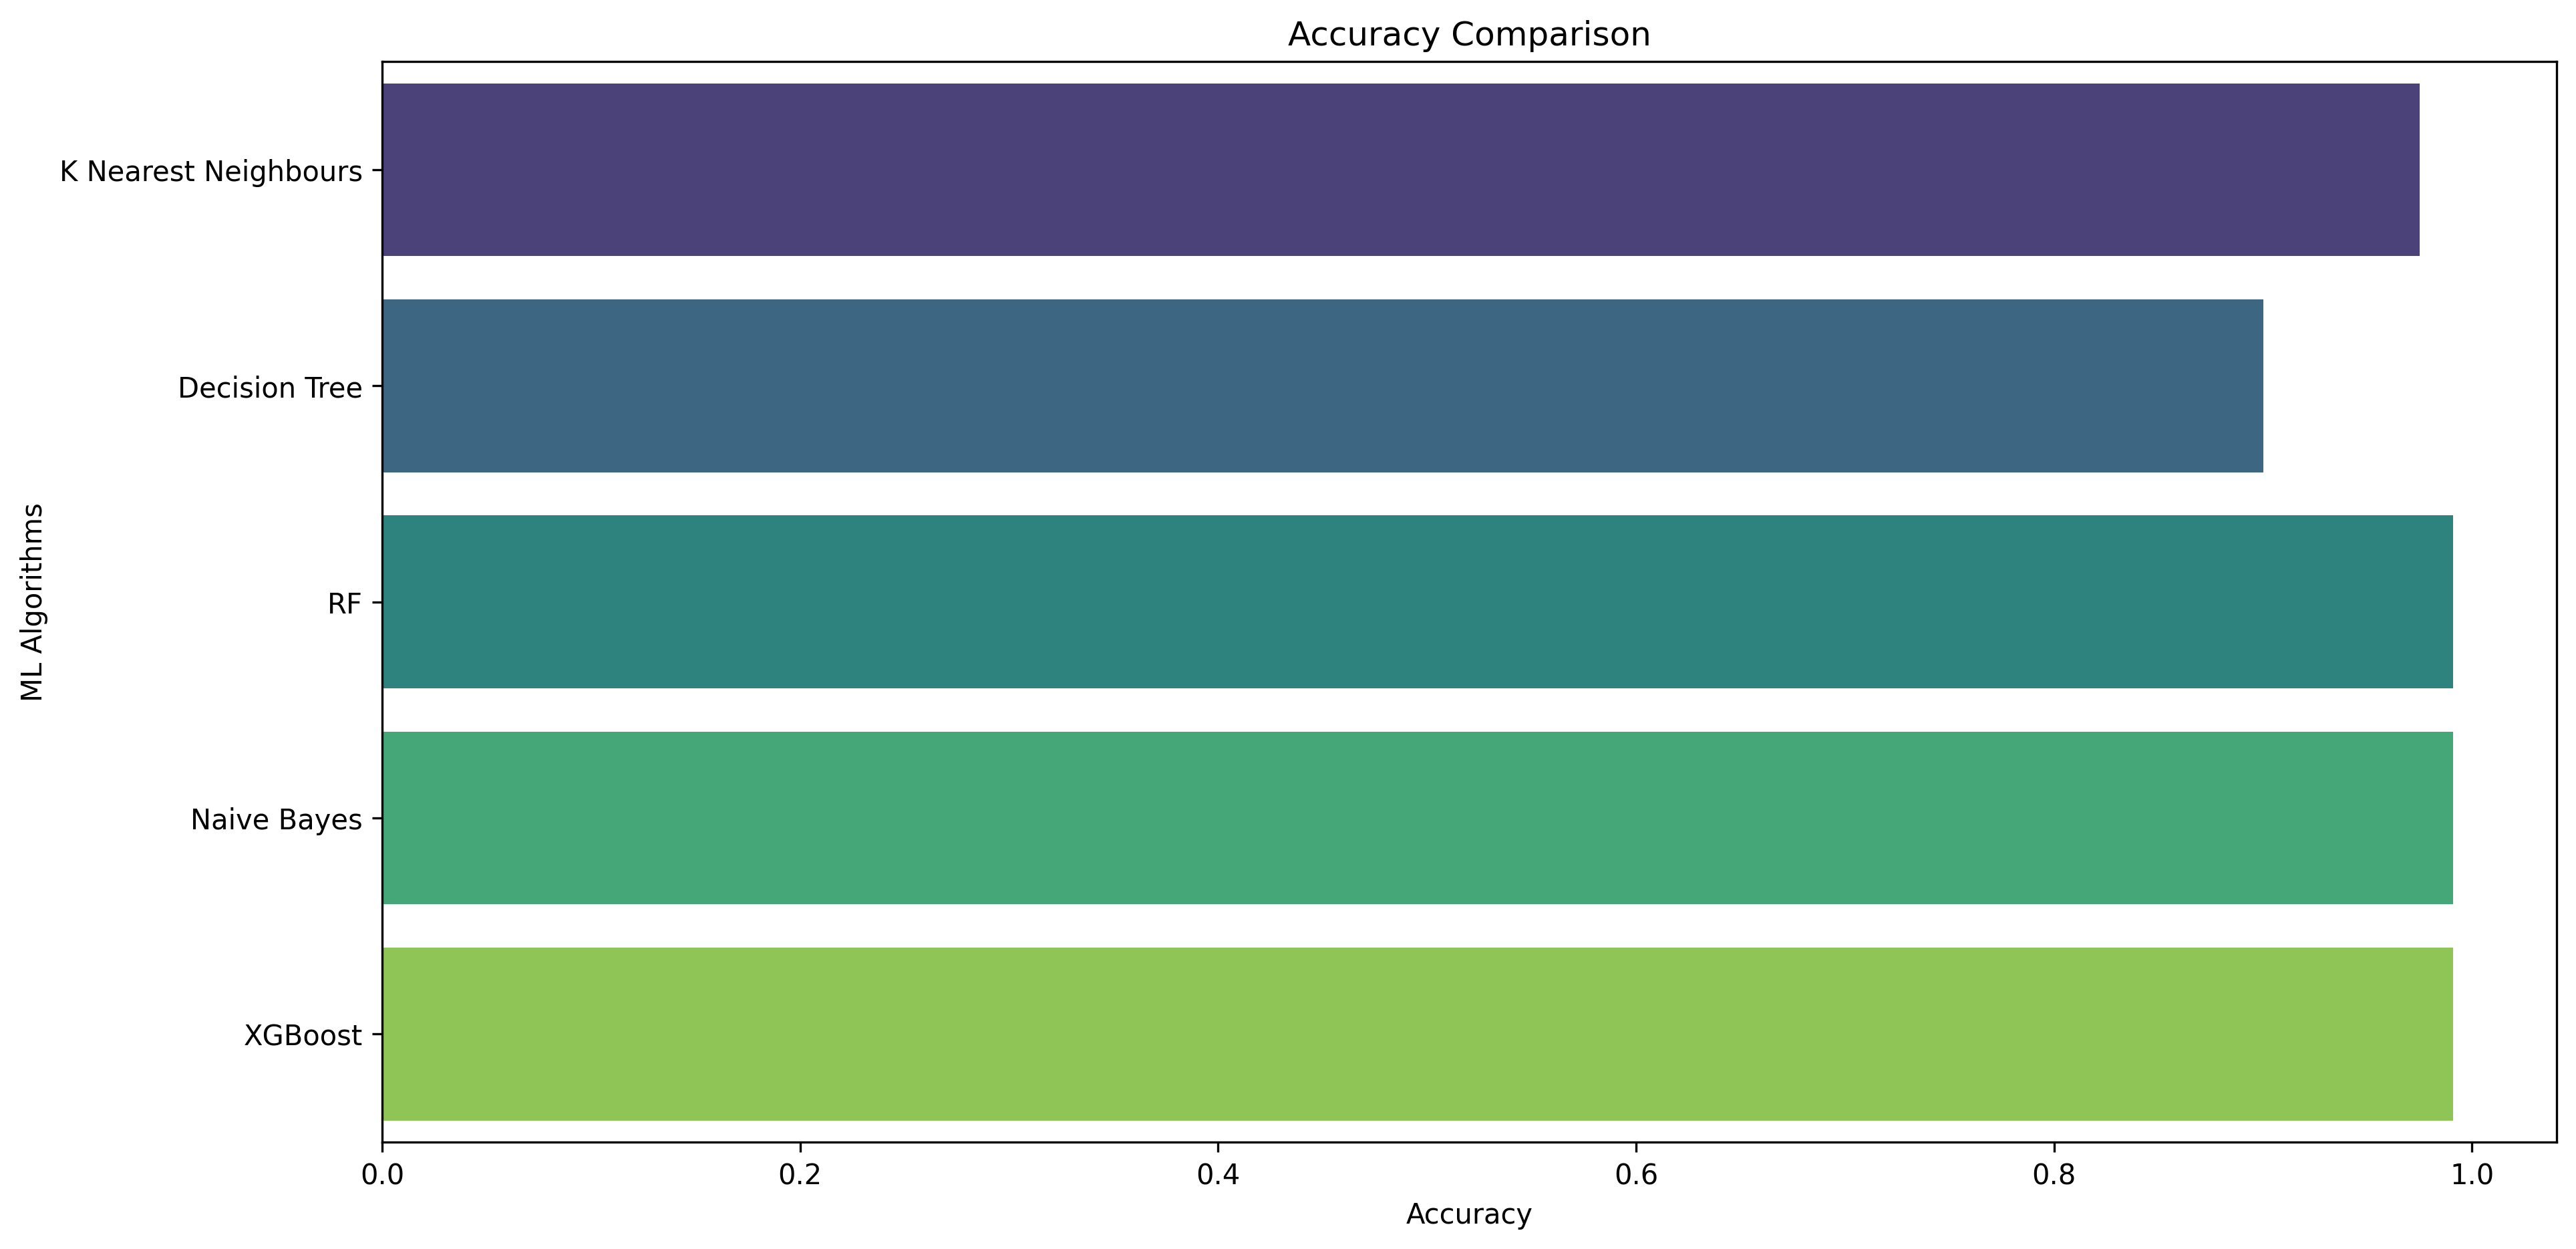 Accuracy Comparison
K Nearest Neighbours
Decision Tree
RF
Naive Bayes
XGBoost
ML Algorithms
0.0 0.2 0.4 0.6 0.8 1.0
Accuracy